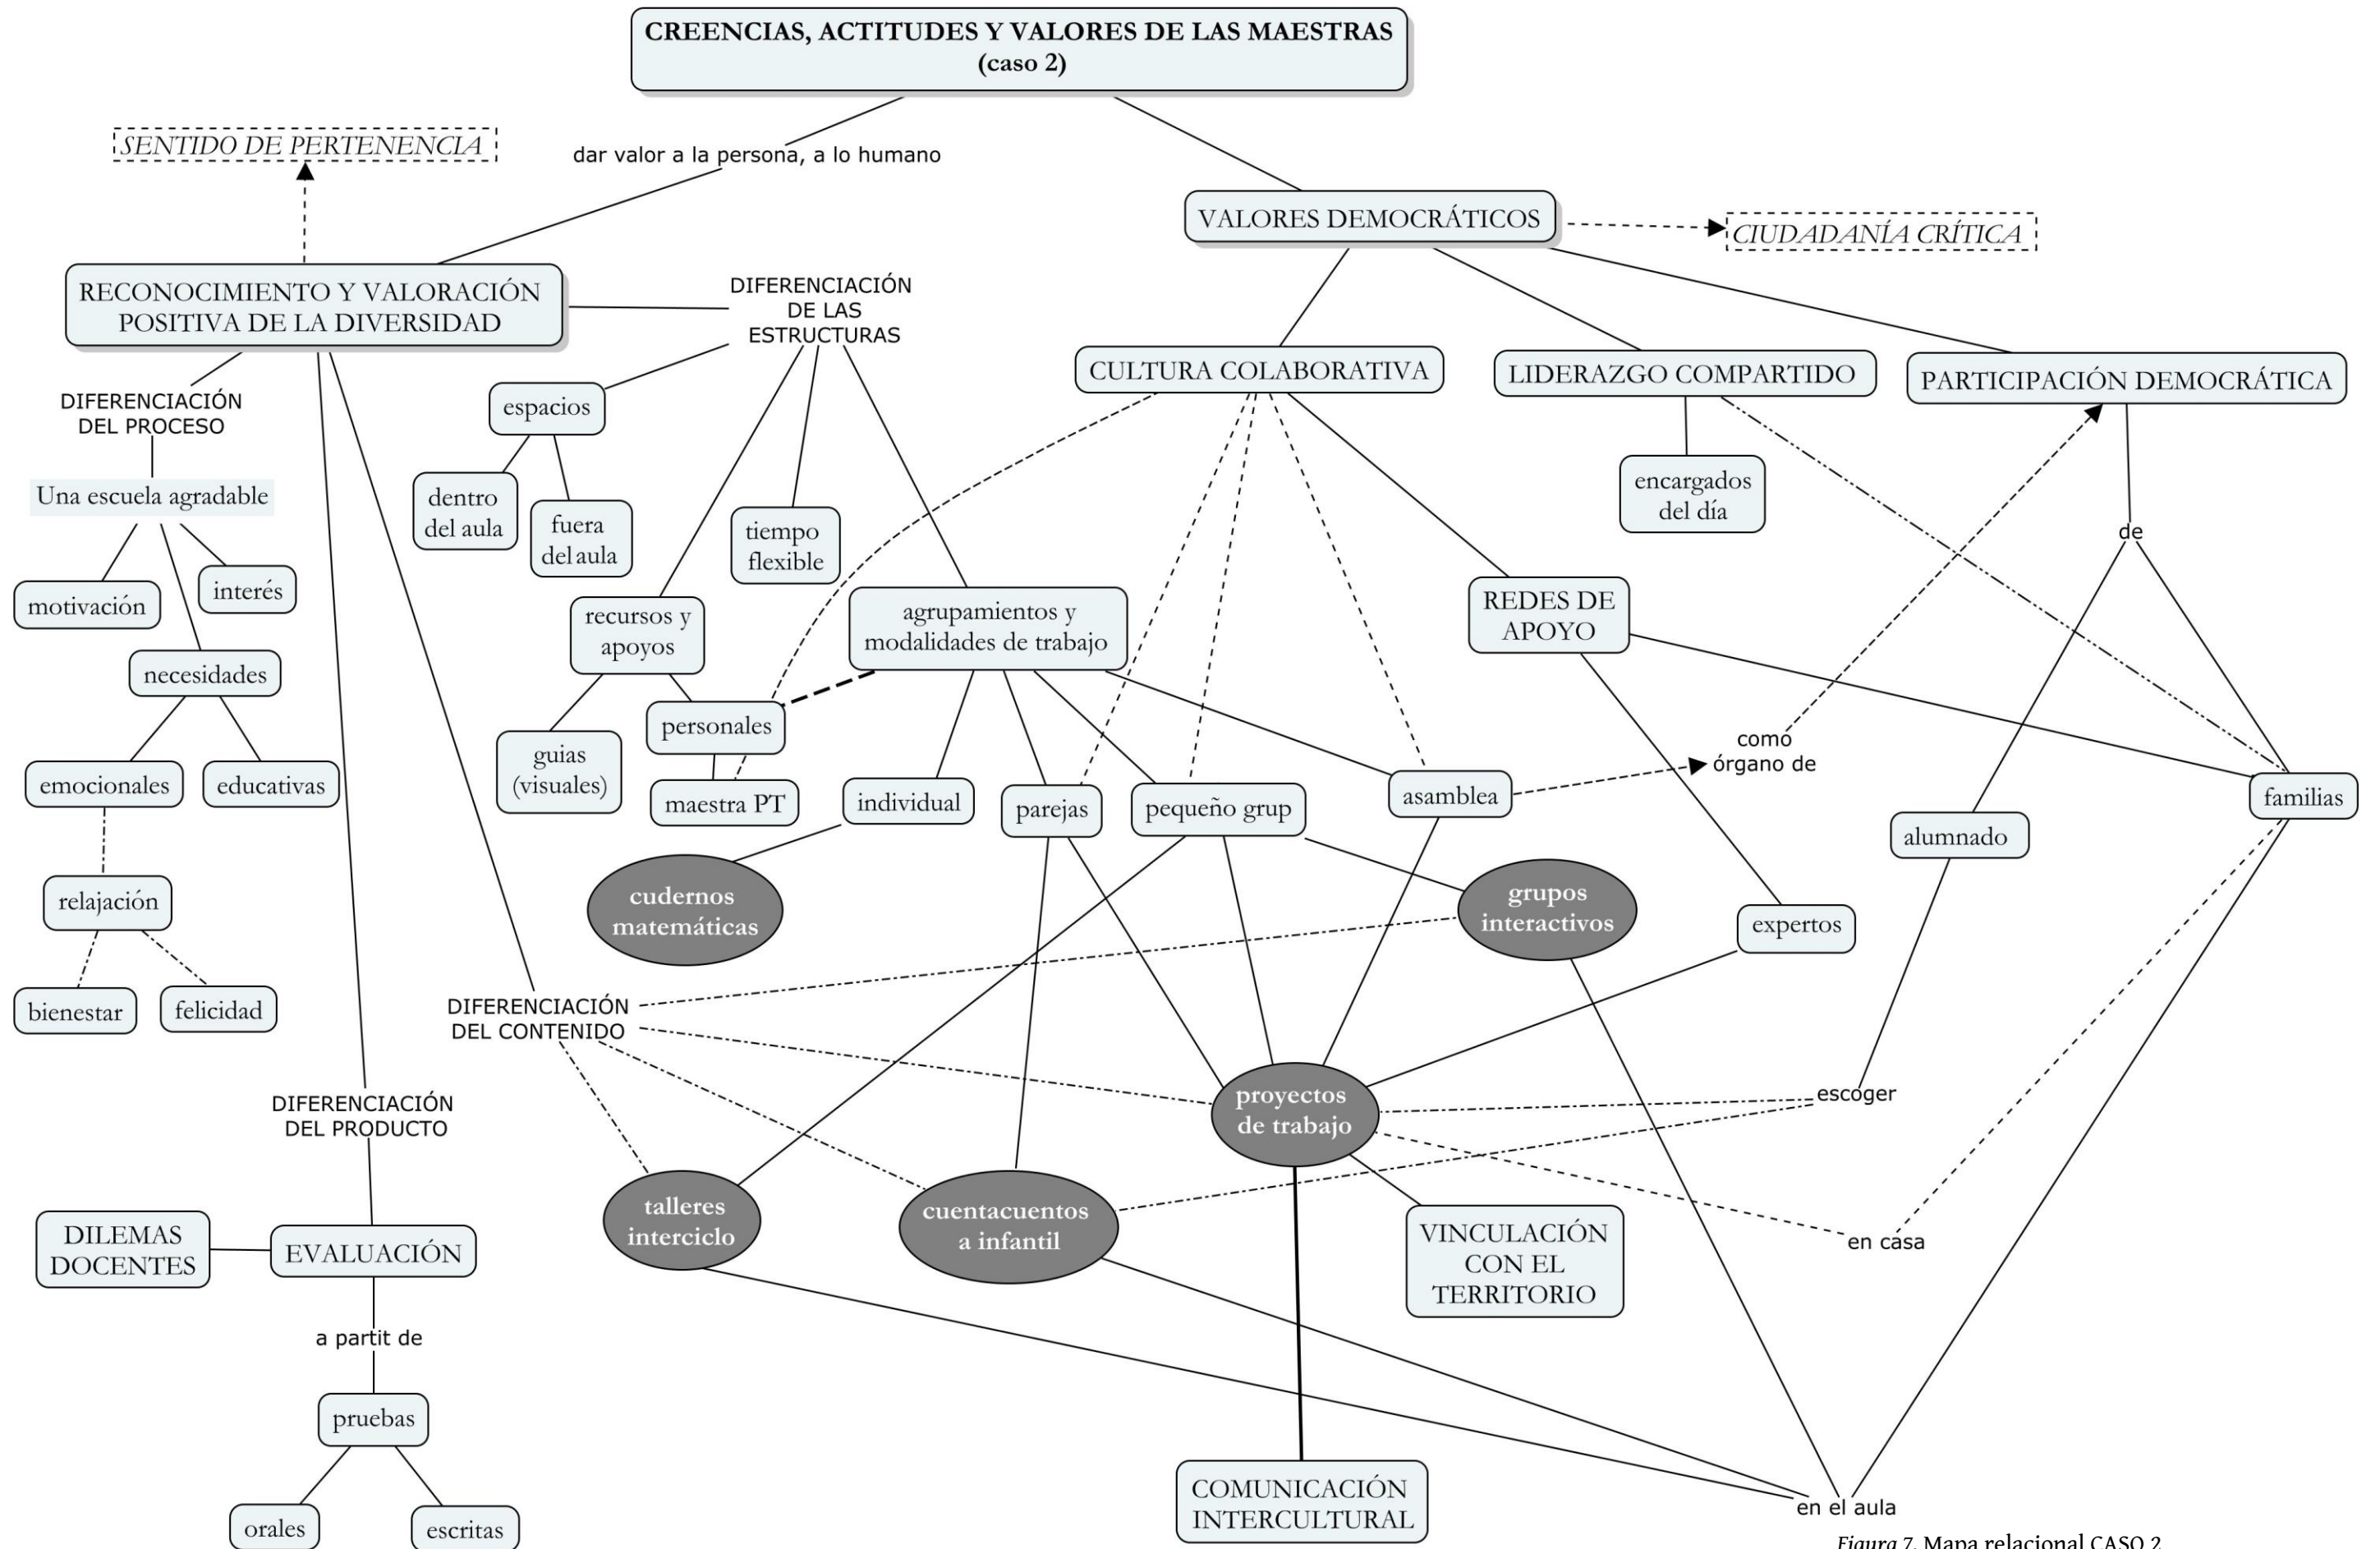 CREENCIAS, ACTITUDES Y VALORES DE LAS MAESTRAS
(caso 2)
SENTIDO DE PERTENENCIA
dar valor a la persona, a lo humano
VALORES DEMOCRÁTICOS
CIUDADANÍA CRÍTICA
RECONOCIMIENTO Y VALORACIÓN
POSITIVA DE LA DIVERSIDAD
DIFERENCIACIÓN
DE LAS
ESTRUCTURAS
CULTURA COLABORATIVA
LIDERAZGO COMPARTIDO
PARTICIPACIÓN DEMOCRÁTICA
DIFERENCIACIÓN
DEL PROCESO
espacios
Una escuela agradable
dentro
del aula
fuera
del aula
tiempo
flexible
encargados
del día
de
motivación
interés
recursos y
apoyos
agrupamientos y
modalidades de trabajo
REDES DE
APOYO
necesidades
personales
guias
(visuales)
como
órgano de
emocionales
educativas
maestra PT
individual
parejas
pequeño grup
asamblea
familias
alumnado
relajación
cudernos
matemáticas
grupos
interactivos
expertos
bienestar
felicidad
DIFERENCIACIÓN
DEL CONTENIDO
DIFERENCIACIÓN
DEL PRODUCTO
proyectos
de trabajo
escoger
talleres
interciclo
cuentacuentos
a infantil
VINCULACIÓN
CON EL
TERRITORIO
en casa
DILEMAS
DOCENTES
EVALUACIÓN
a partit de
pruebas
COMUNICACIÓN
INTERCULTURAL
en el aula
orales
escritas
Figura 7. Mapa relacional CASO 2